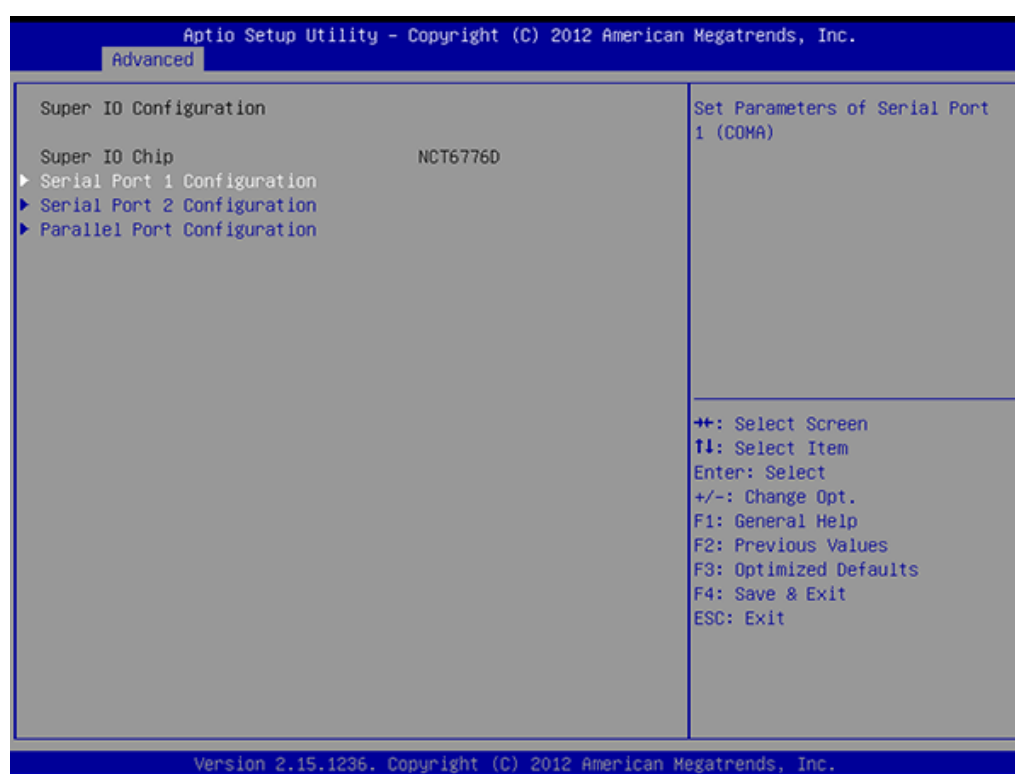 Aptio Setup Utility – Copyright (C) 2012 American Megatrends, Inc.
Advanced
Super IO Configuration
Super IO Chip NCT6776D
► Serial Port 1 Configuration
► Serial Port 2 Configuration
► Parallel Port Configuration
Set Parameters of Serial Port
1 (COMA)
→←: Select Screen
↑↓: Select Item
Enter: Select
+/-: Change Opt.
F1: General Help
F2: Previous Values
F3: Optimized Defaults
F4: Save & Exit
ESC: Exit
Version 2.15.1236. Copyright (C) 2012 American Megatrends, Inc.